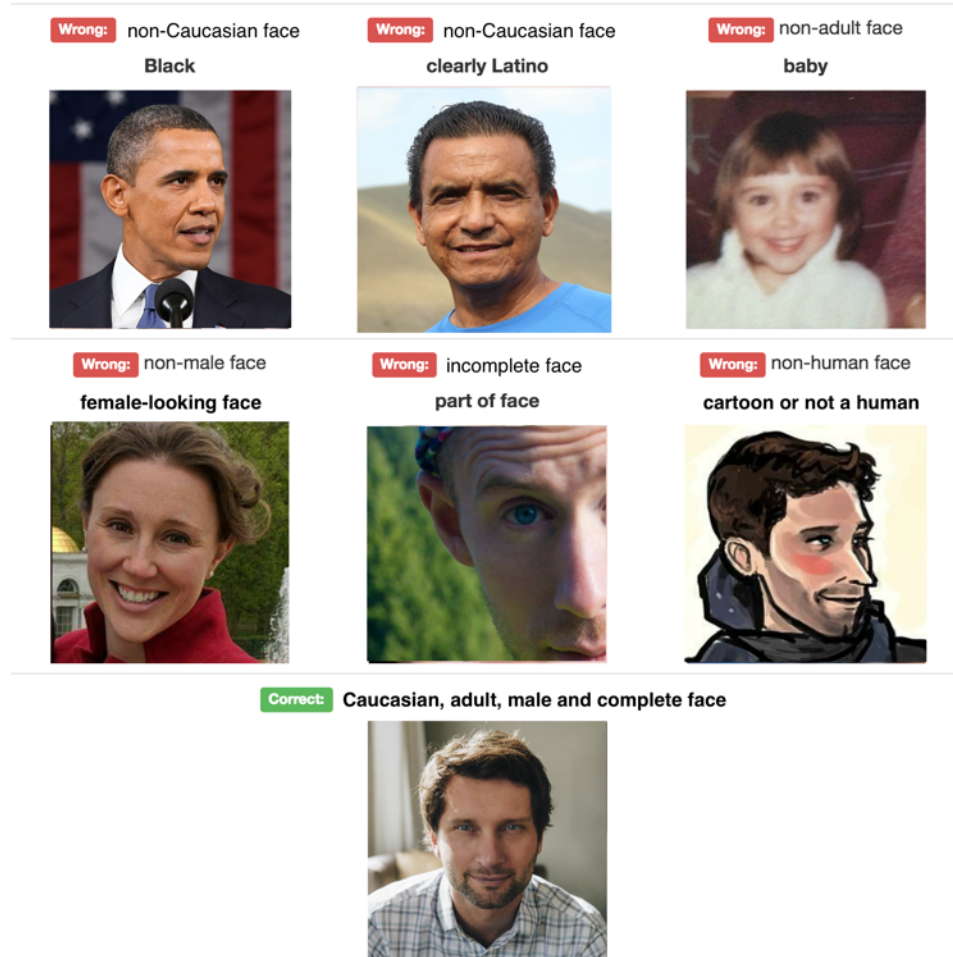 Wrong: non-Caucasian face
Black
Wrong: non-Caucasian face
clearly Latino
Wrong: non-adult face
baby
Wrong: non-male face
female-looking face
Wrong: incomplete face
part of face
Wrong: non-human face
cartoon or not a human
Correct: Caucasian, adult, male and complete face